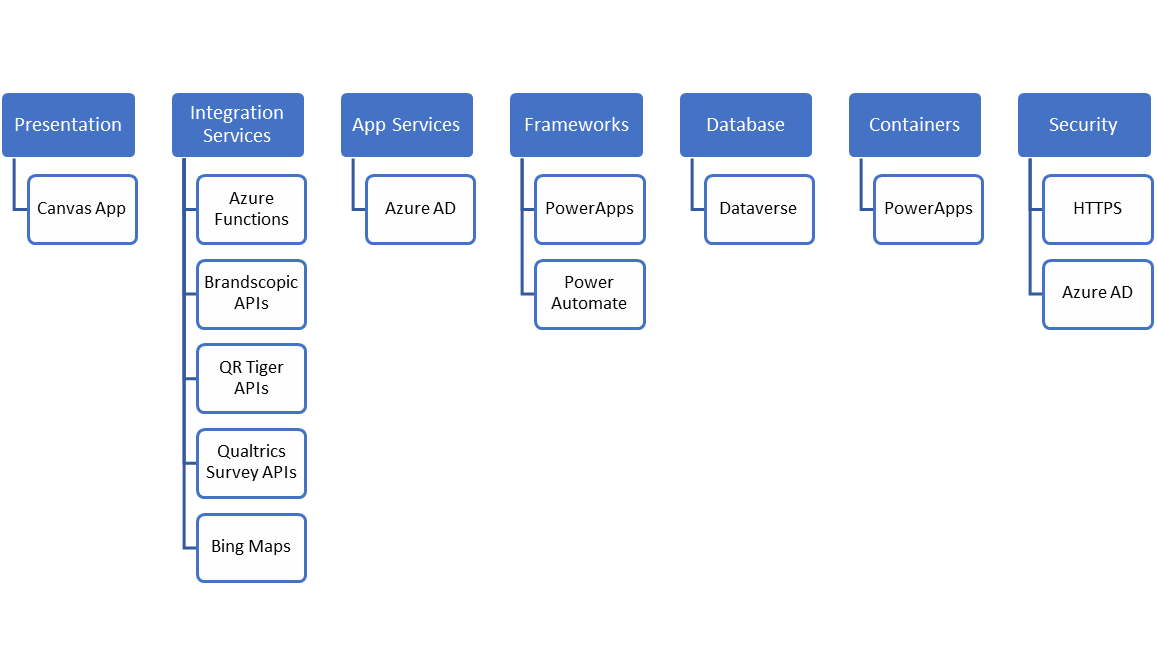 Presentation
Canvas App
Integration
Services
Azure
Functions
Brandscopic
APIs
QR Tiger
APIs
Qualtrics
Survey APIs
Bing Maps
App Services
Azure AD
Frameworks
PowerApps
Power
Automate
Database
Dataverse
Containers
PowerApps
Security
HTTPS
Azure AD